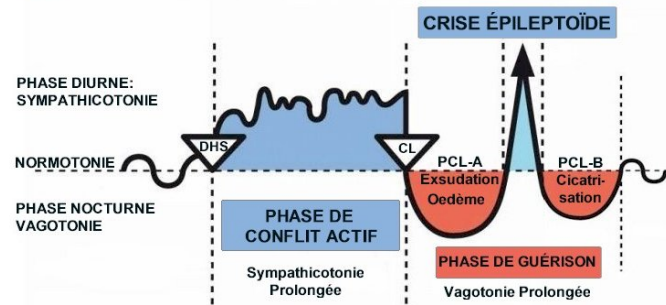 CRISE ÉPILEPTOÏDE
PHASE DIURNE:
SYMPATHICOTONIE
DHS
CL
NORMOTONIE
PCL-A
Exsudation
Oedème
PCL-B
Cicatri-
sation
PHASE NOCTURNE
VAGOTONIE
PHASE DE
CONFLIT ACTIF
PHASE DE GUÉRISON
Sympathicotonie
Prolongée
Vagotonie Prolongée